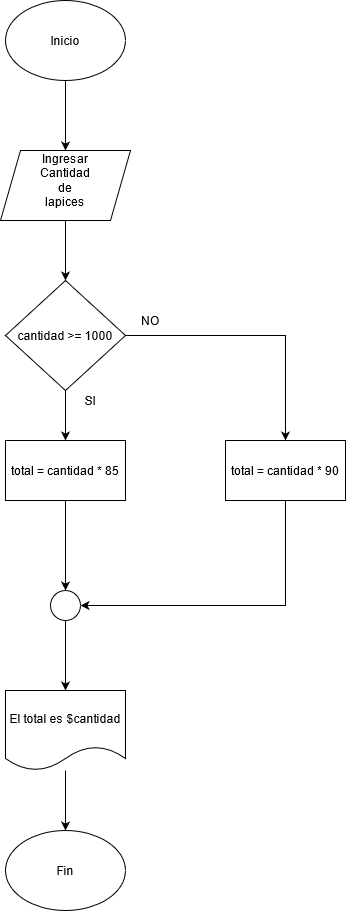 Inicio
Ingresar
Cantidad
de
lapices
cantidad >= 1000
NO
SI
total = cantidad * 85
total = cantidad * 90
El total es $cantidad
Fin